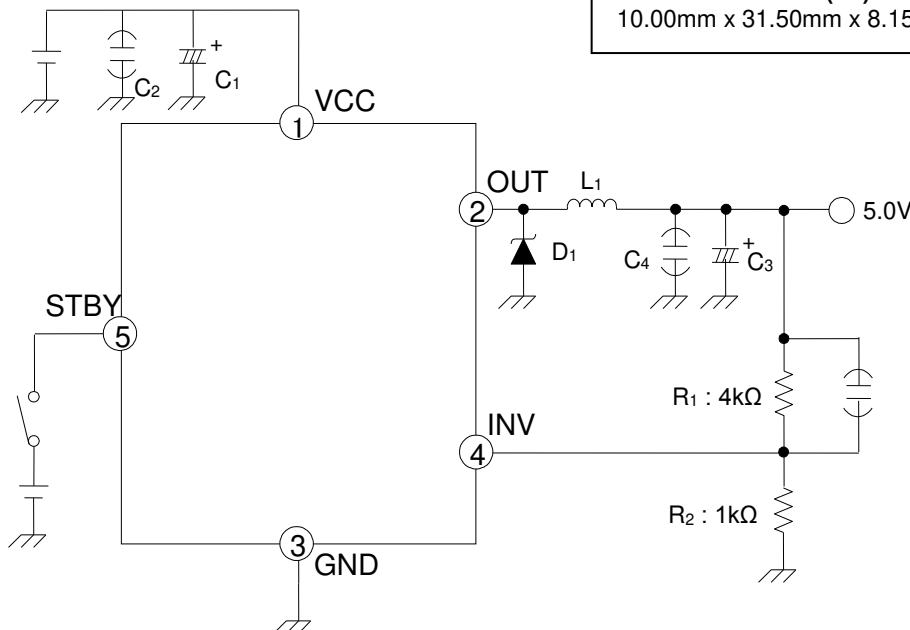 10.00mm x 31.50mm x 8.15
C2
+
C1
VCC
1
OUT
2
L1
5.0V
D1
C4
+
C3
STBY
5
R1 : 4kΩ
INV
4
R2 : 1kΩ
3
GND